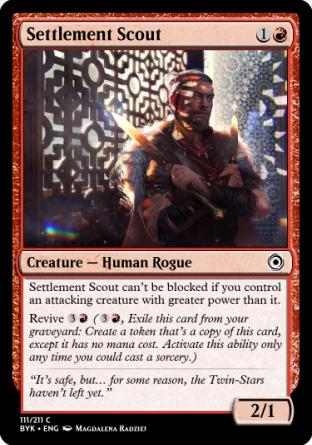 Settlement Scout 1
Creature — Human Rogue
Settlement Scout can't be blocked if you control
an attacking creature with greater power than it.
Revive 3 ( 3 , Exile this card from your
graveyard: Create a token that's a copy of this card,
except it has no mana cost. Activate this ability only
any time you could cast a sorcery.)
"It's safe, but… for some reason, the Twin-Stars
haven't left yet."
2/1
111/211 C
BYK • ENG Magdalena Radziej